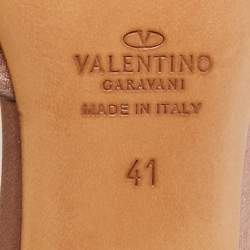 VALENTINO
GARAVANI
MADE IN ITALY
41